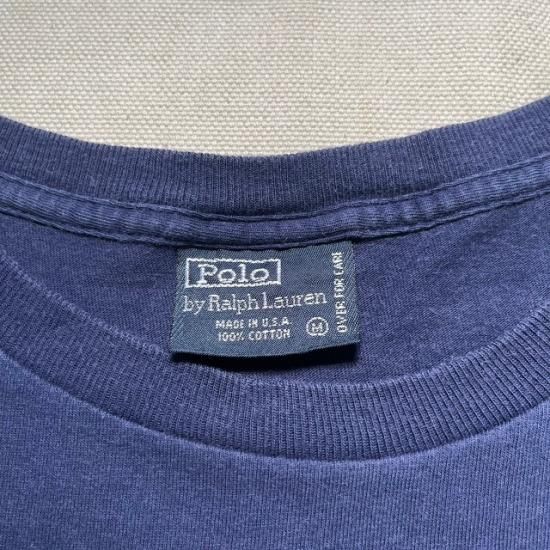 Polo
by Ralph Lauren
MADE IN U.S.A.
100% COTTON
M
OVER FOR CARE